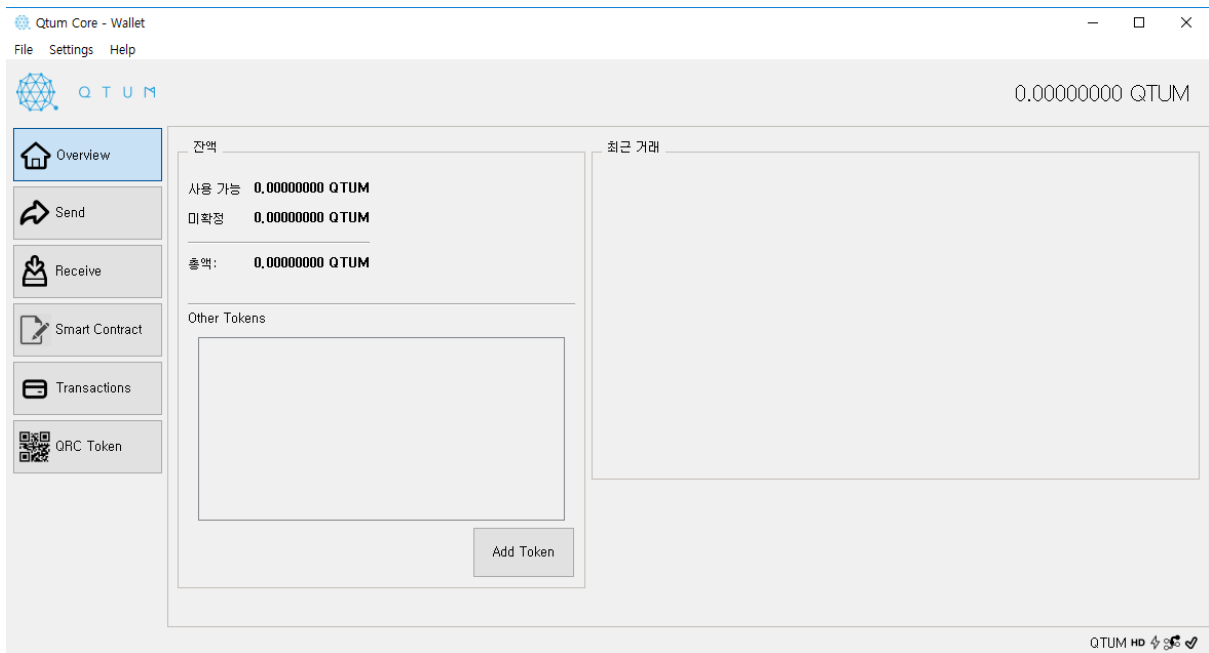 Qtum Core - Wallet
File Settings Help
QTUM
0.00000000 QTUM
Overview
Send
Receive
Smart Contract
Transactions
QRC Token
잔액
사용 가능 0.00000000 QTUM
미확정 0.00000000 QTUM
총액: 0.00000000 QTUM
Other Tokens
Add Token
최근 거래
QTUM HD